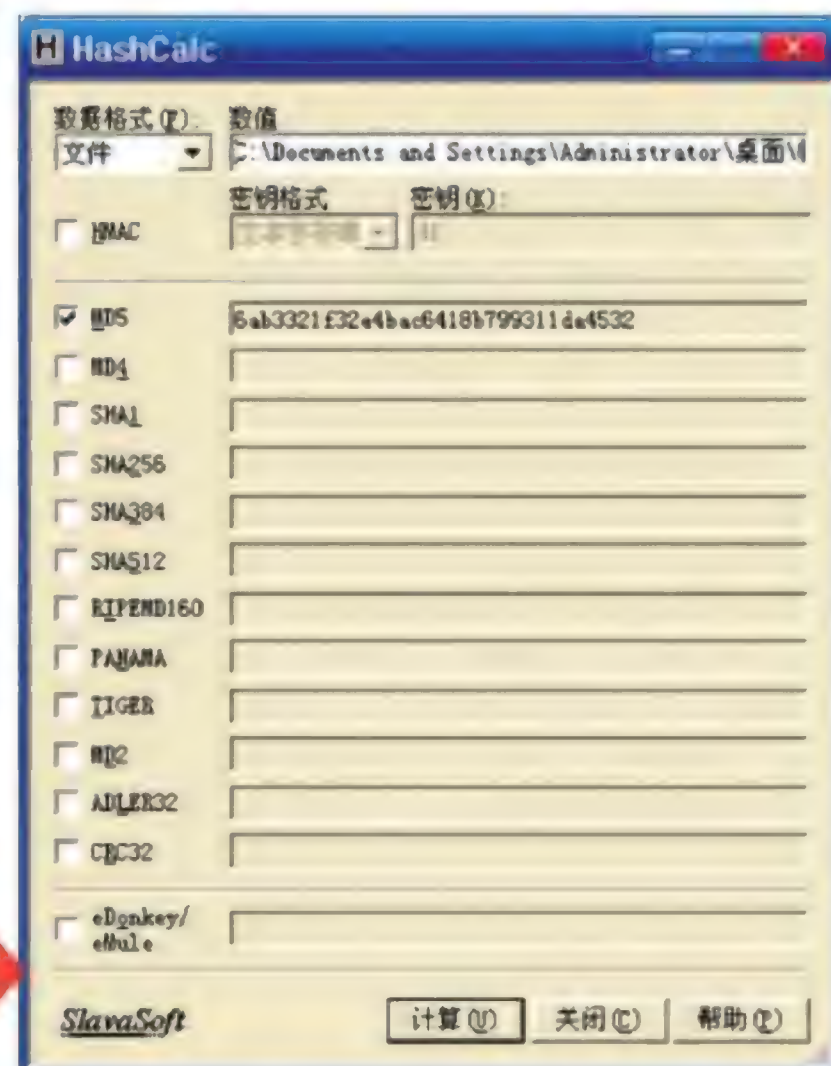 HashCalc
数据格式(F): 数值
文件 C:\Documents and Settings\Administrator\桌面\
密钥格式 密钥(K):
HMAC
MD5 6ab3321f32e4bac6418b799311de4532
MD4
SHA1
SHA256
SHA384
SHA512
RIPEMD160
PANAMA
TIGER
MD2
ADLER32
CRC32
eDonkey/
eMule
SlavaSoft 计算(U) 关闭(C) 帮助(P)